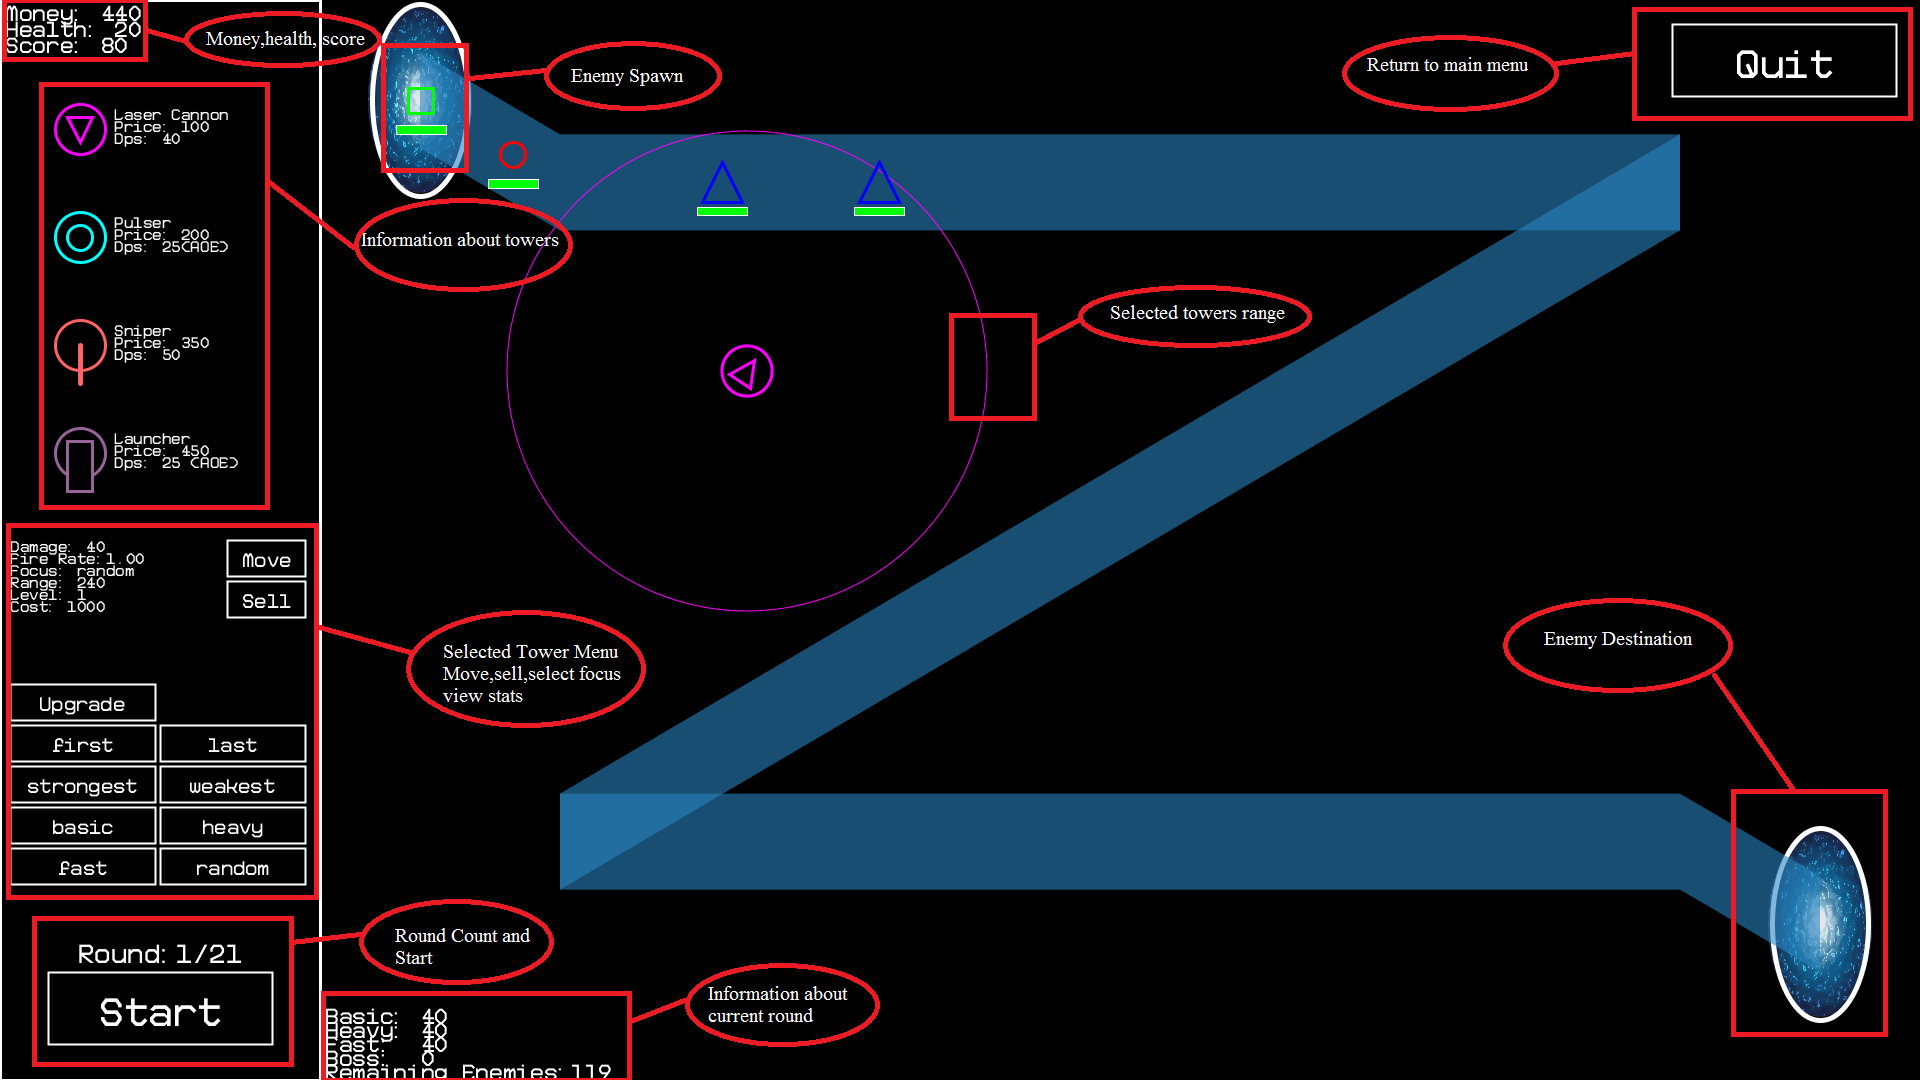 Money: 440
Health: 20
Score: 80
Money,health, score
Enemy Spawn
Return to main menu
Quit
Laser Cannon
Price: 100
Dps: 40
Pulser
Price: 200
Dps: 25(AOE)
Information about towers
Sniper
Price: 350
Dps: 50
Selected towers range
Launcher
Price: 450
Dps: 25 (AOE)
Damage: 40
Fire Rate: 1.00
Focus: random
Range: 240
Level: 1
Cost: 1000
Move
Sell
Selected Tower Menu
Move,sell,select focus
view stats
Enemy Destination
Upgrade
first
last
strongest
weakest
basic
heavy
fast
random
Round: 1/21
Start
Round Count and
Start
Information about
current round
Basic: 40
Heavy: 40
Fast: 40
Boss: 0
Remaining Enemies: 119